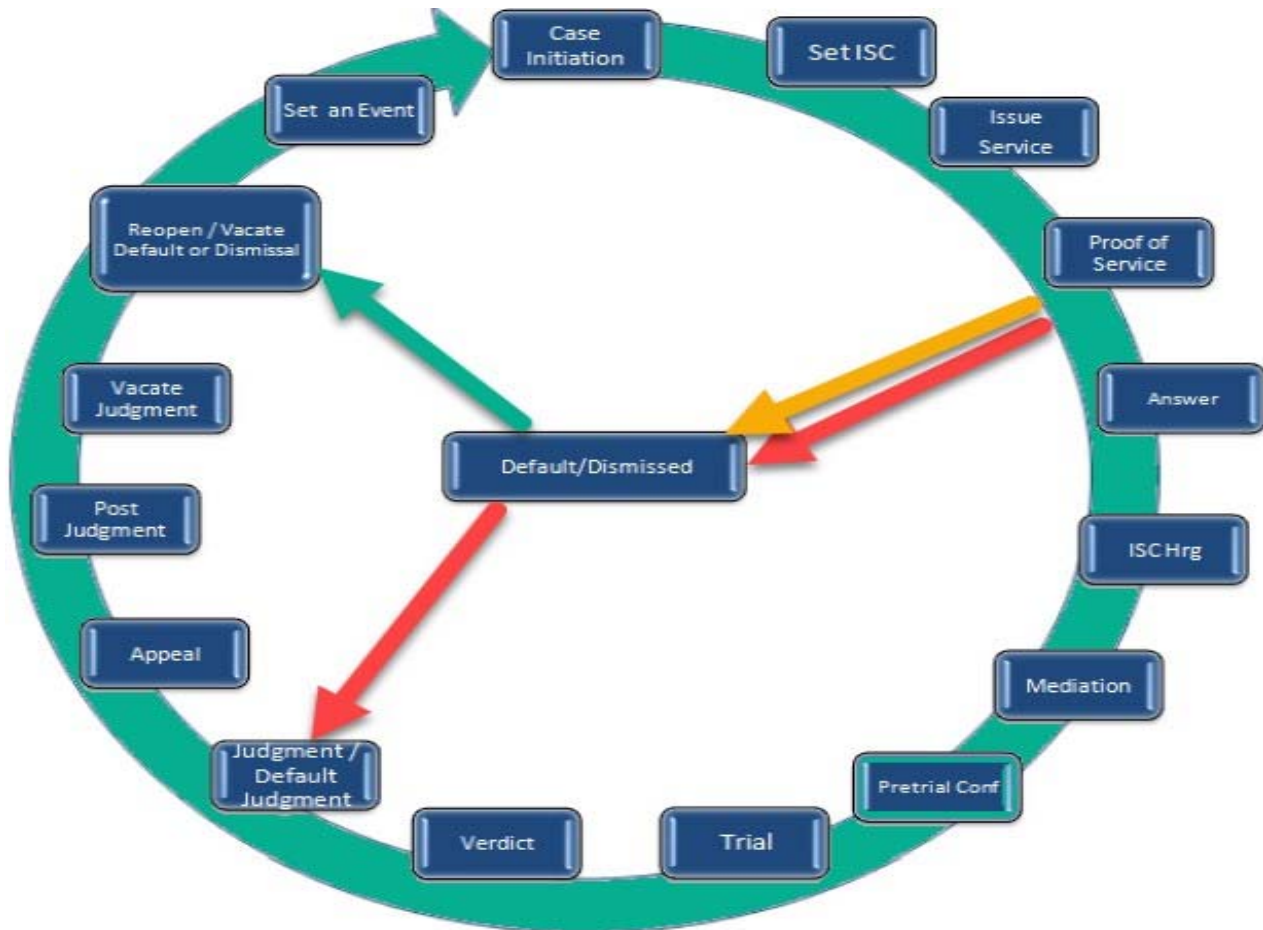 Case
Initiation
Set ISC
Issue
Service
Proof of
Service
Answer
ISC Hrg
Mediation
Pretrial Conf
Trial
Verdict
Judgment /
Default
Judgment
Appeal
Post
Judgment
Vacate
Judgment
Reopen / Vacate
Default or Dismissal
Set an Event
Default/Dismissed